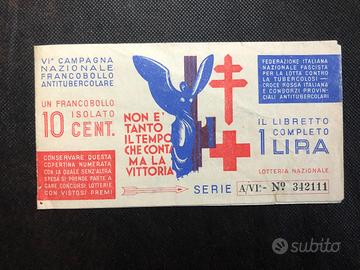 VIª CAMPAGNA
NAZIONALE
FRANCOBOLLO
ANTITUBERCOLARE
UN FRANCOBOLLO
ISOLATO
10 CENT.
CONSERVARE QUESTA
COPERTINA NUMERATA
CON LA QUALE SENZ'ALTRA
SPESA SI PRENDE PARTE A
GARE CONCORSI LOTTERIE
CON VISTOSI PREMI
NON E'
TANTO
IL TEMPO
CHE CONTA
MA LA
VITTORIA
FEDERAZIONE ITALIANA
NAZIONALE FASCISTA
PER LA LOTTA CONTRO
LA TUBERCOLOSI-
CROCE ROSSA ITALIANA
E CONSORZI PROVIN-
CIALI ANTITUBERCOLARI
IL LIBRETTO
COMPLETO
1 LIRA
LOTTERIA NAZIONALE
SERIE A/VI:- Nº 342111
subito